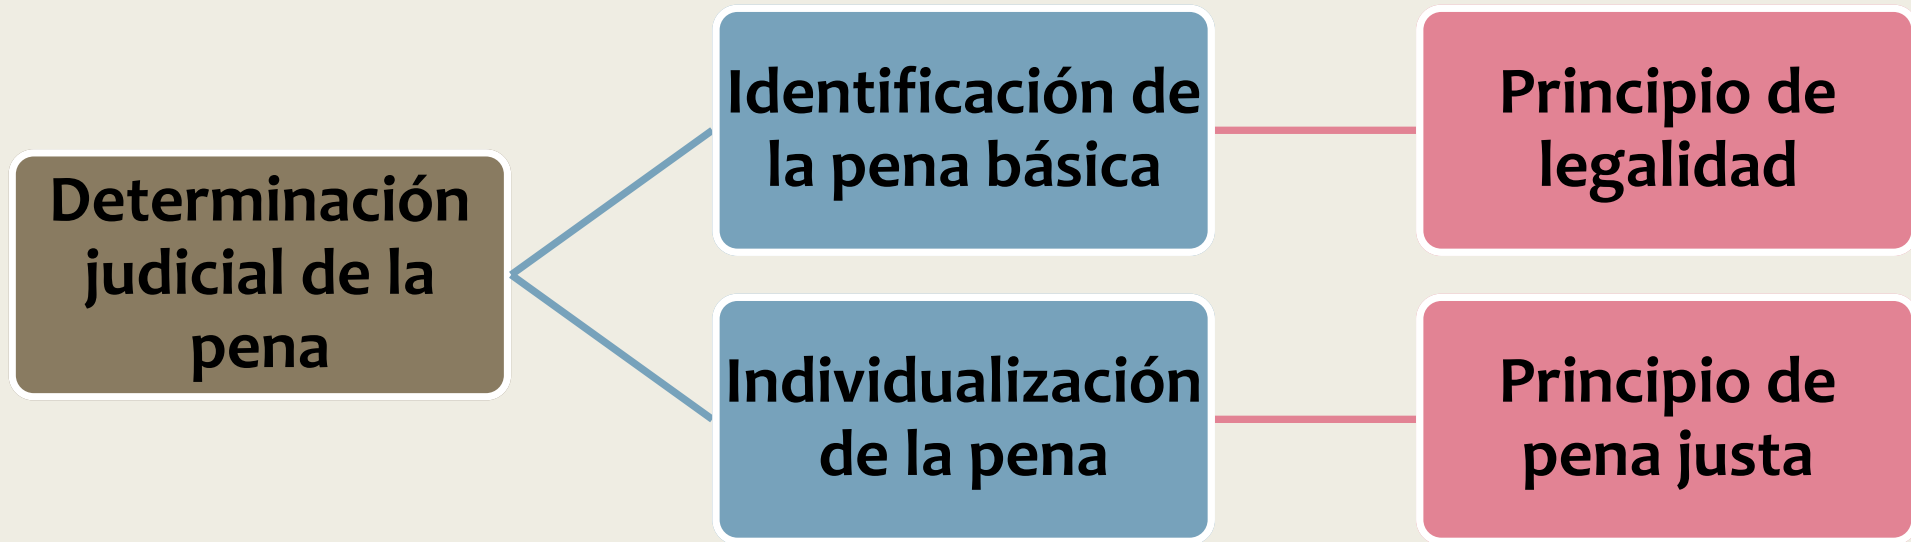 Determinación
judicial de la
pena
Identificación de
la pena básica
Principio de
legalidad
Individualización
de la pena
Principio de
pena justa